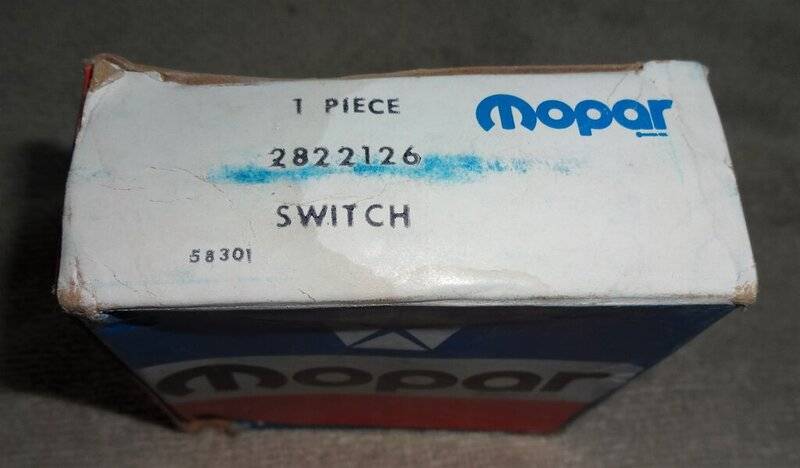 1 PIECE
mopar
2822126
SWITCH
58301
mopar